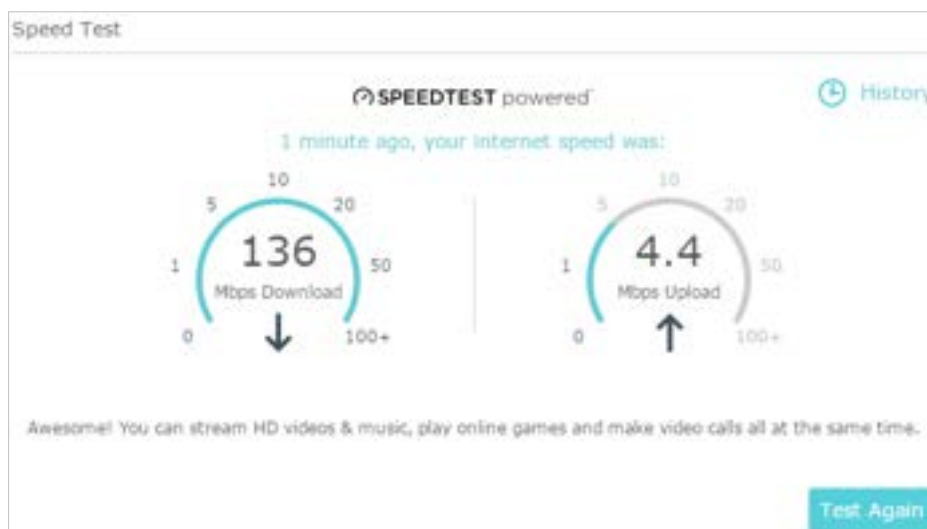 Speed Test
SPEEDTEST powered
History
1 minute ago, your internet speed was:
10
5
20
136
1
50
Mbps Download
0
100+
10
5
20
4.4
1
50
Mbps Upload
0
100+
Awesome! You can stream HD videos & music, play online games and make video calls all at the same time.
Test Again